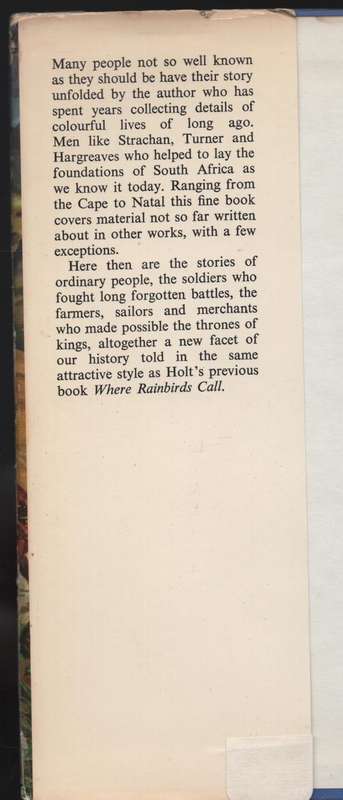 Many people not so well known
as they should be have their story
unfolded by the author who has
spent years collecting details of
colourful lives of long ago.
Men like Strachan, Turner and
Hargreaves who helped to lay the
foundations of South Africa as
we know it today. Ranging from
the Cape to Natal this fine book
covers material not so far written
about in other works, with a few
exceptions.
Here then are the stories of
ordinary people, the soldiers who
fought long forgotten battles, the
farmers, sailors and merchants
who made possible the thrones of
kings, altogether a new facet of
our history told in the same
attractive style as Holt's previous
book Where Rainbirds Call.